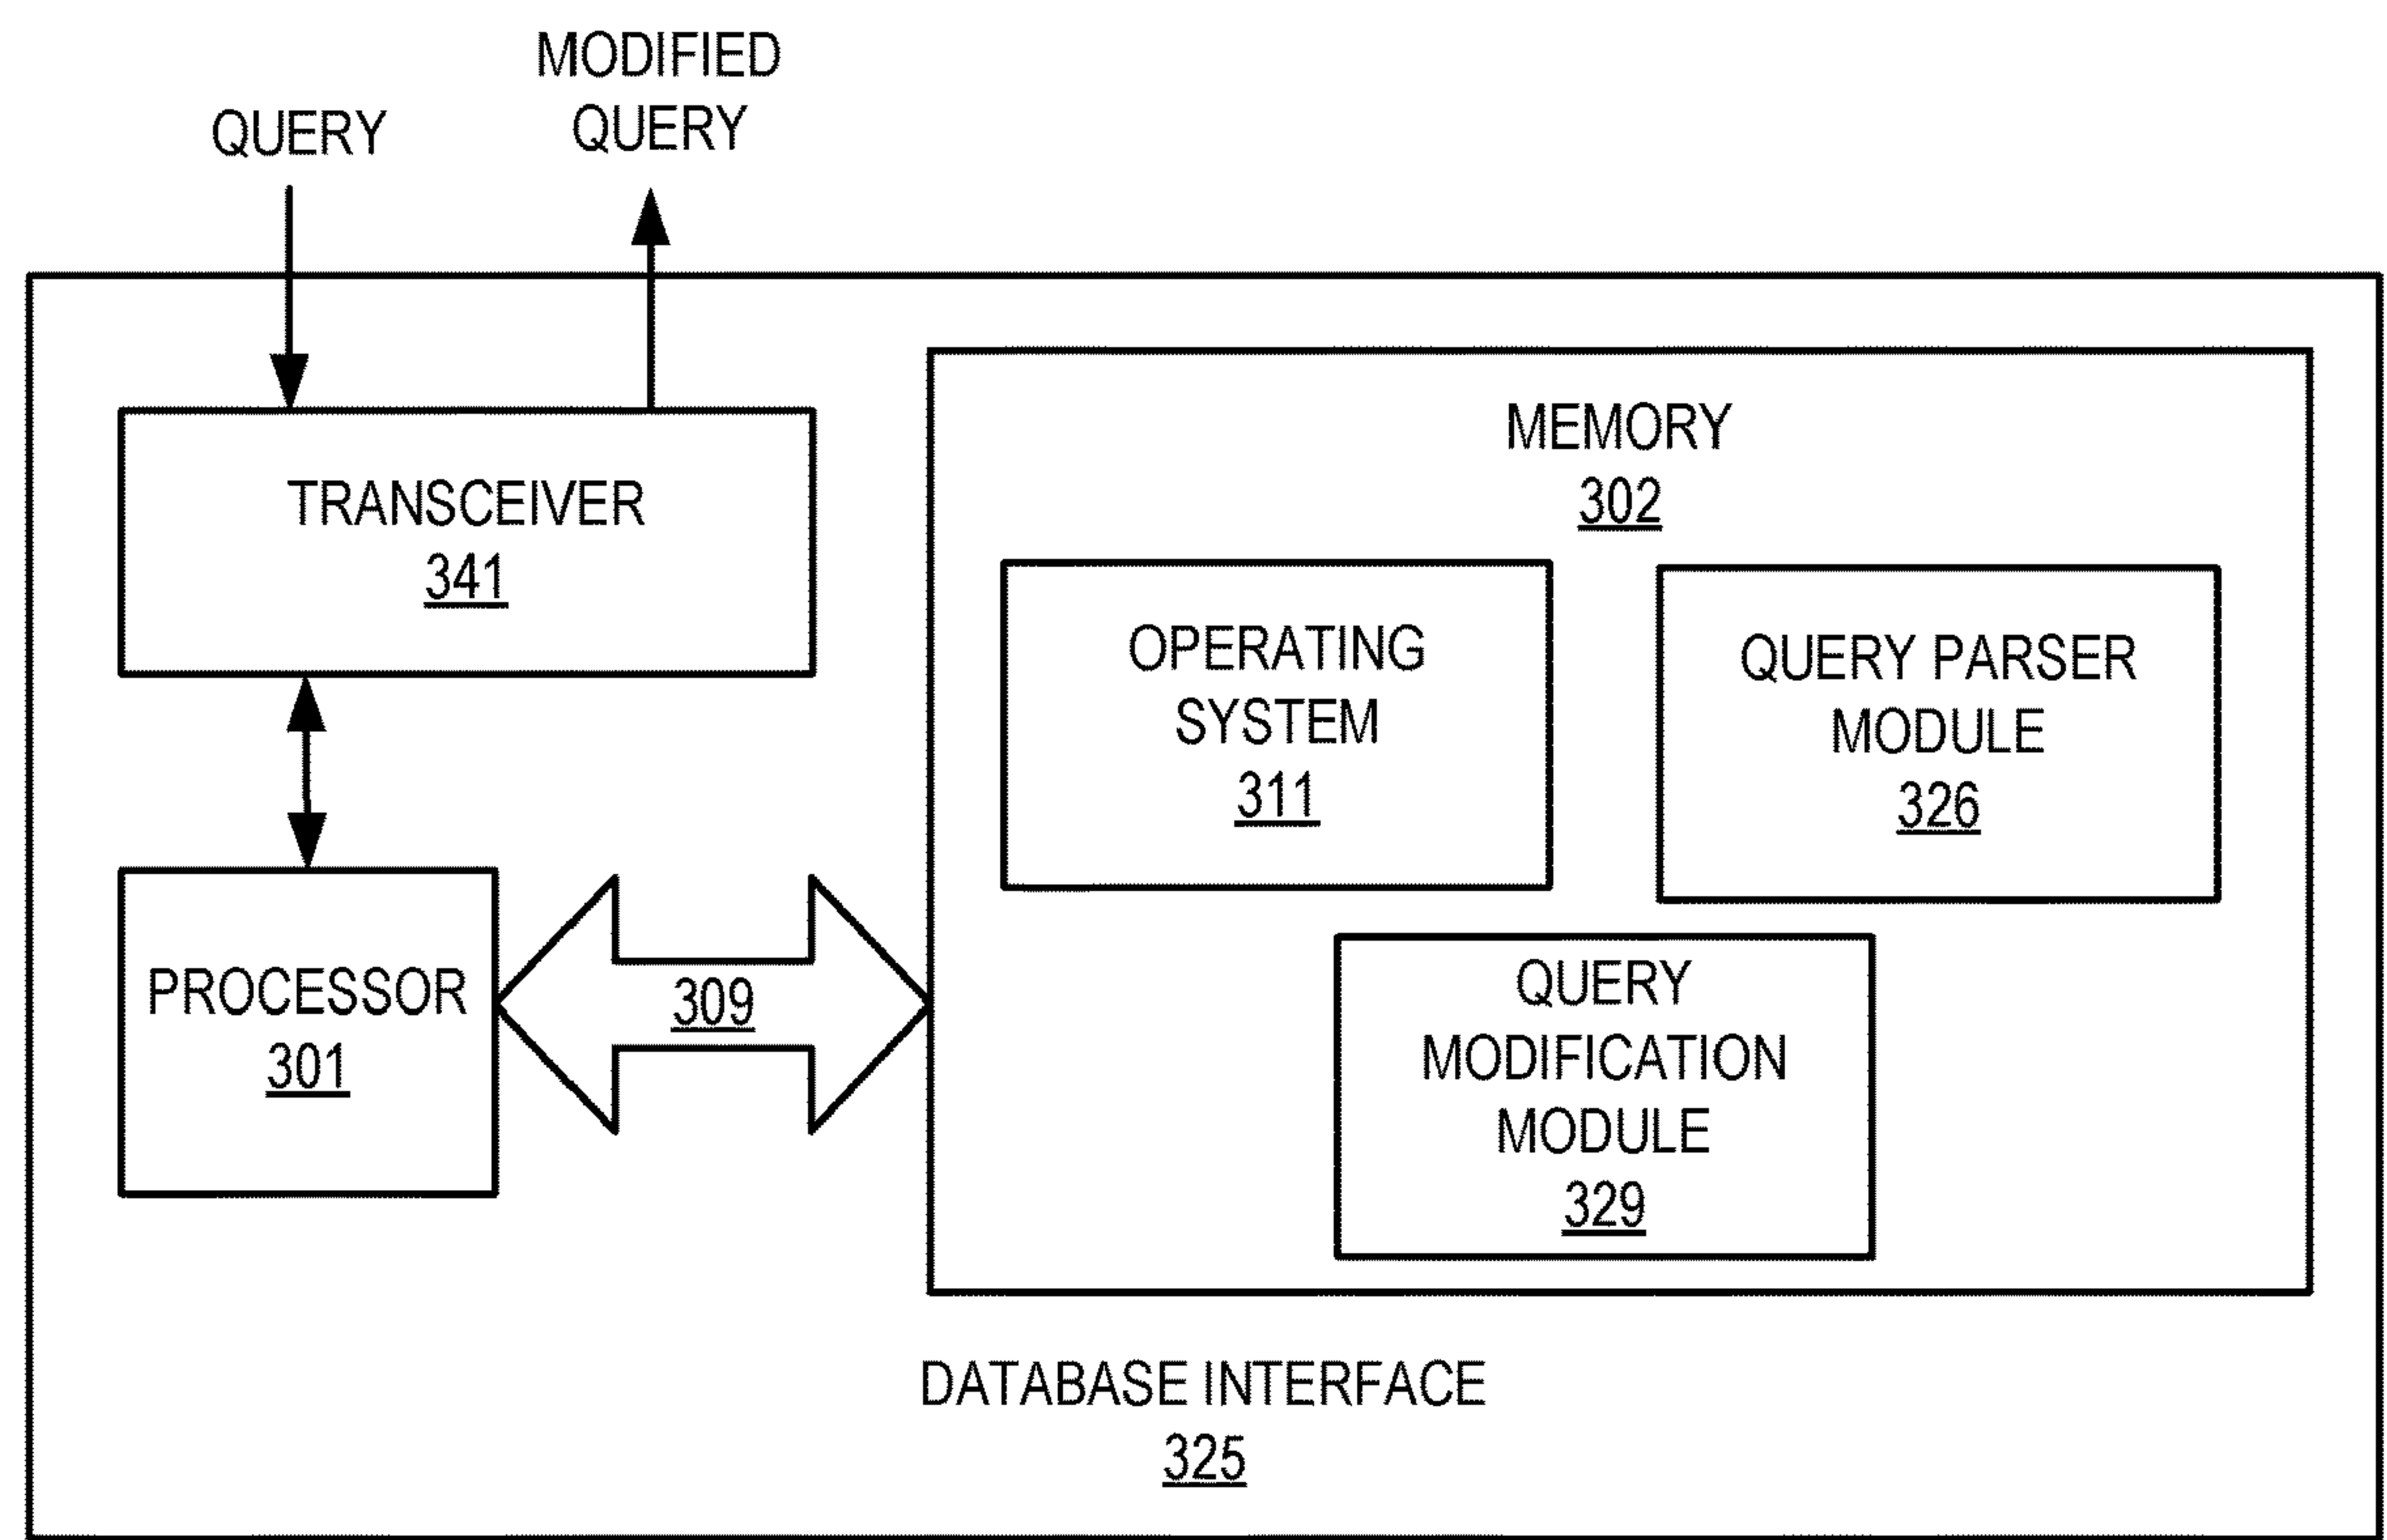 MODIFIED
QUERY
QUERY
TRANSCEIVER
341
PROCESSOR
301
309
MEMORY
302
OPERATING
SYSTEM
311
QUERY PARSER
MODULE
326
QUERY
MODIFICATION
MODULE
329
DATABASE INTERFACE
325